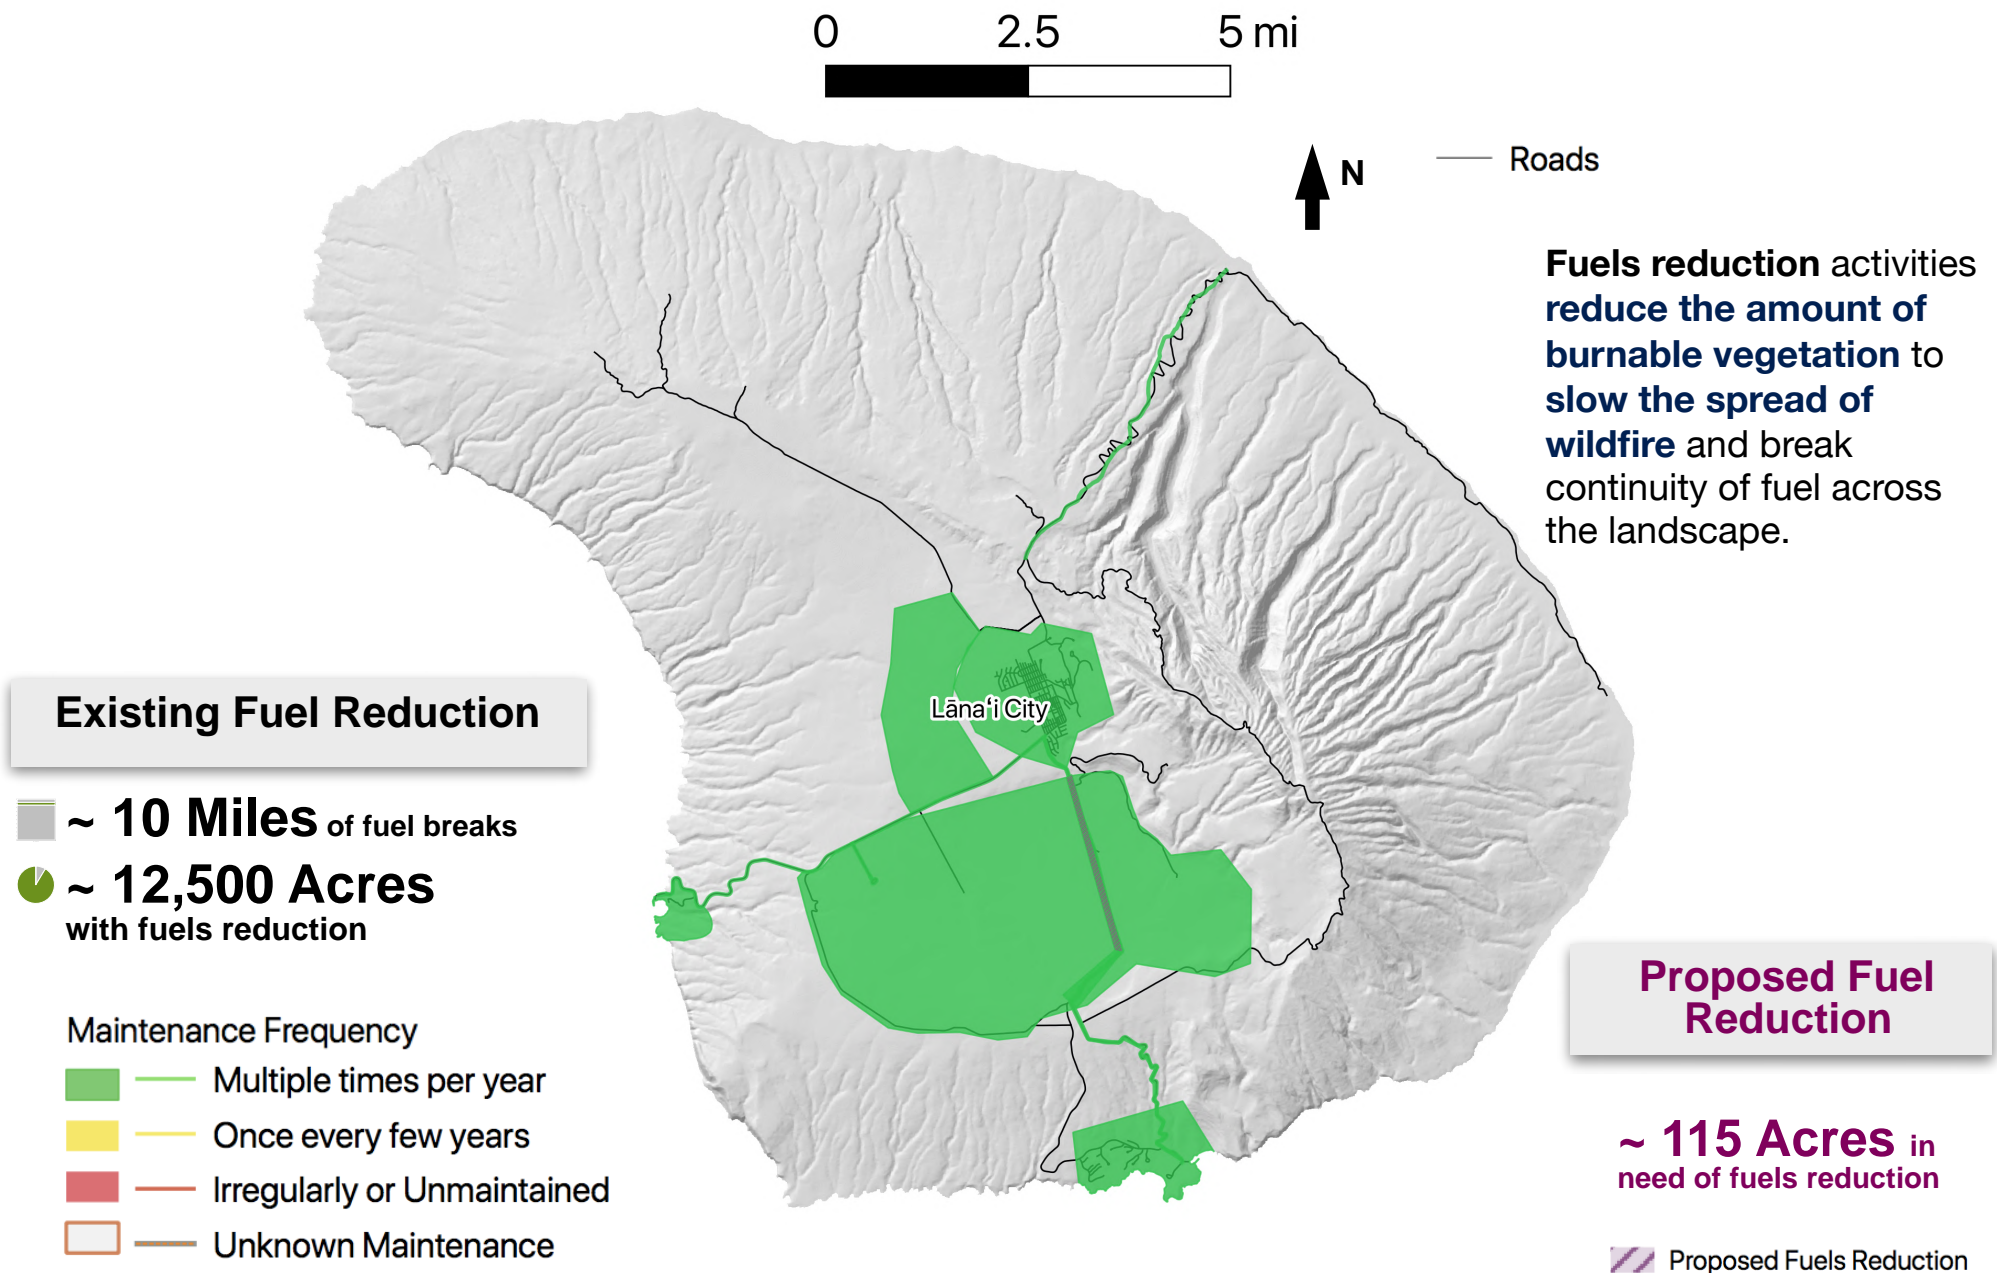 0 2.5 5 mi
N
Roads
Fuels reduction activities
reduce the amount of
burnable vegetation to
slow the spread of
wildfire and break
continuity of fuel across
the landscape.
Lānaʻi City
Existing Fuel Reduction
~ 10 Miles of fuel breaks
~ 12,500 Acres
with fuels reduction
Maintenance Frequency
Multiple times per year
Once every few years
Irregularly or Unmaintained
Unknown Maintenance
Proposed Fuel
Reduction
~ 115 Acres in
need of fuels reduction
Proposed Fuels Reduction